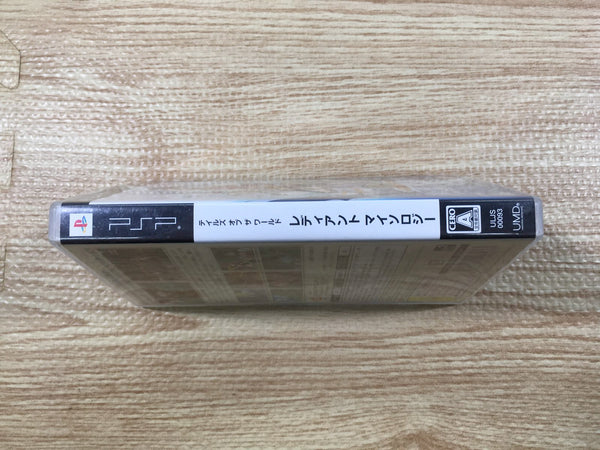 PSP
テイルズ オブ ザ ワールド
レディアント マイソロジー
CERO
A
ULJS
00093
UMD